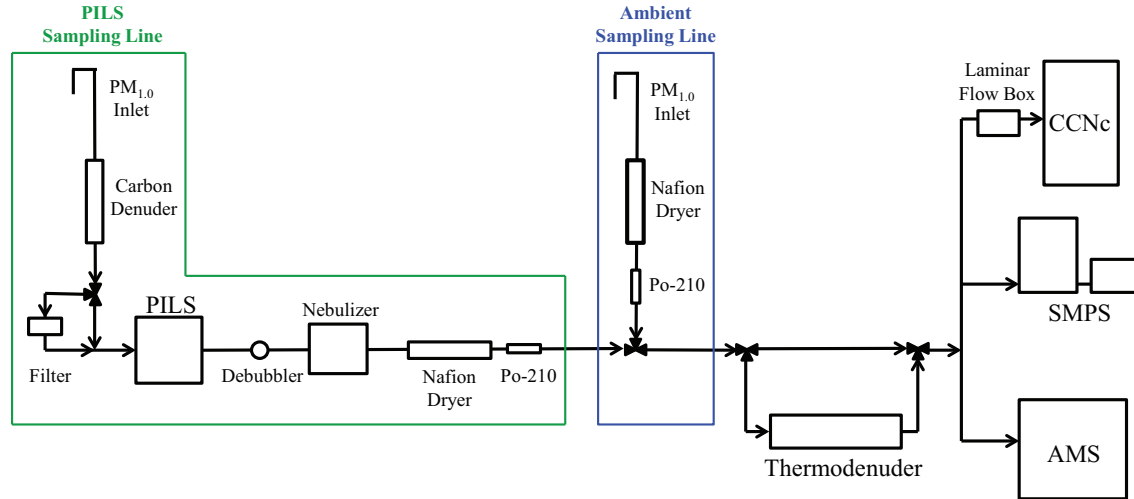 PILS
Sampling Line
PM1.0
Inlet
Carbon
Denuder
Filter
PILS
Debubbler
Nebulizer
Nafion
Dryer
Po-210
Ambient
Sampling Line
PM1.0
Inlet
Nafion
Dryer
Po-210
Thermodenuder
Laminar
Flow Box
CCNc
SMPS
AMS